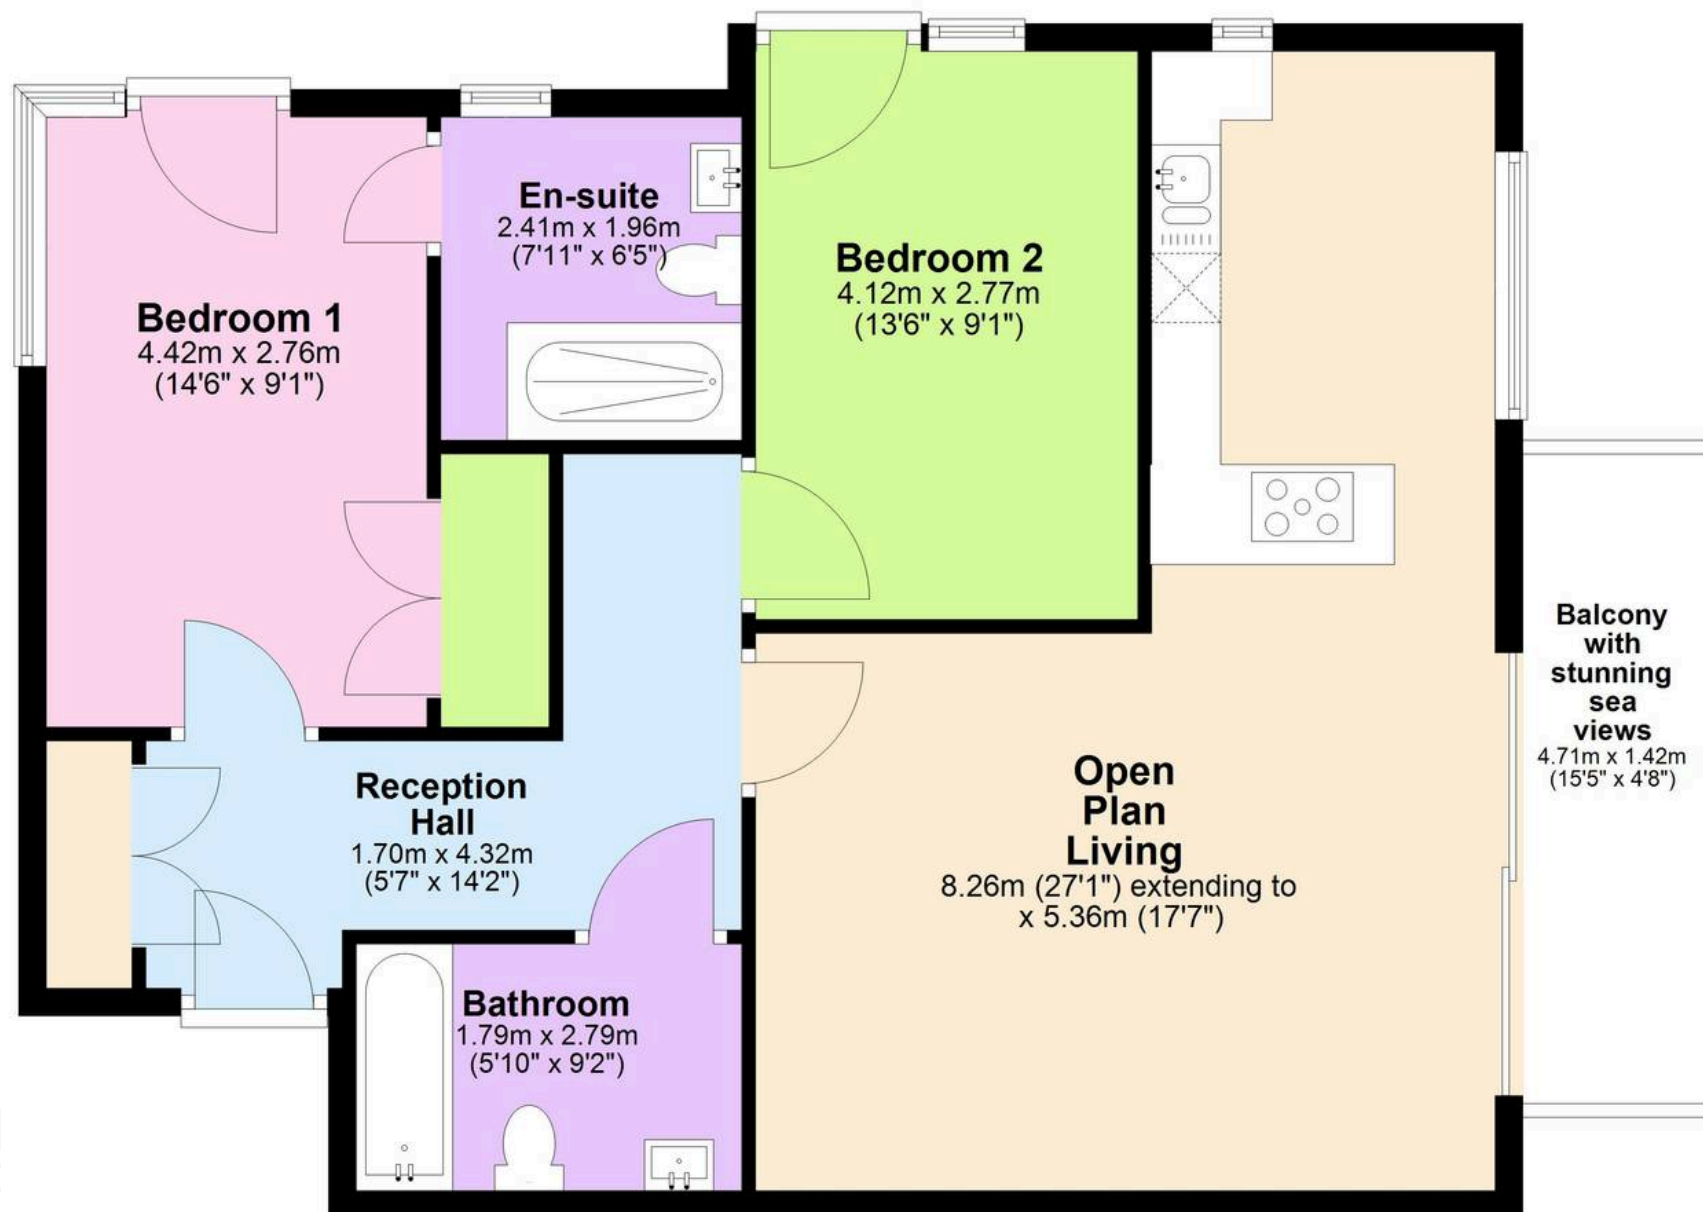 En-suite
2.41m x 1.96m
(7'11" x 6'5")
Bedroom 2
4.12m x 2.77m
(13'6" x 9'1")
Bedroom 1
4.42m x 2.76m
(14'6" x 9'1")
Balcony
with
stunning
sea
views
4.71m x 1.42m
(15'5" x 4'8")
Reception
Hall
1.70m x 4.32m
(5'7" x 14'2")
Open
Plan
Living
8.26m (27'1") extending to
x 5.36m (17'7")
Bathroom
1.79m x 2.79m
(5'10" x 9'2")